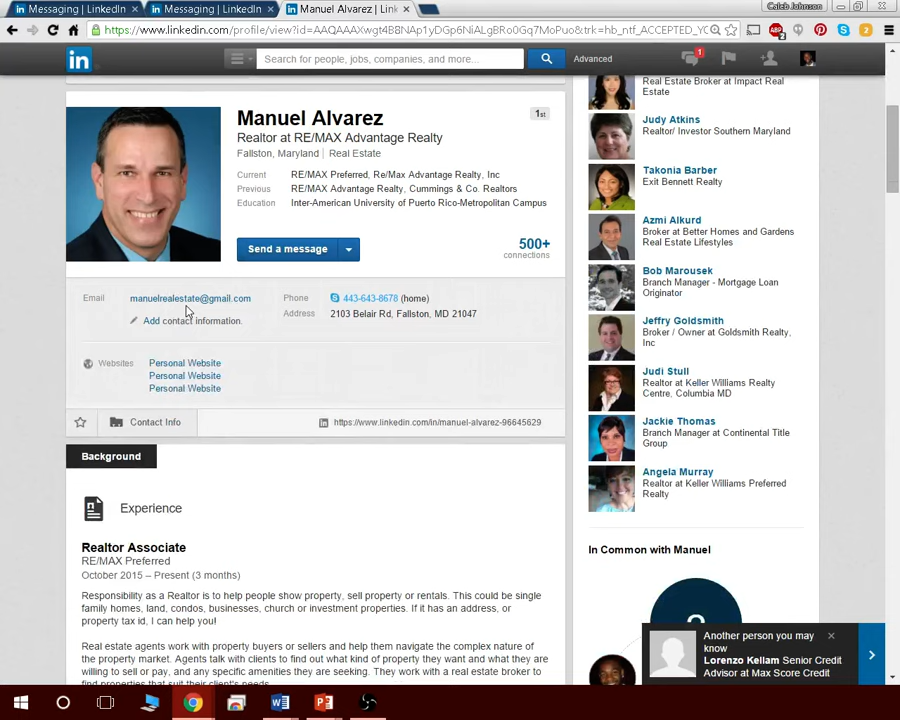 Messaging | LinkedIn
Messaging | LinkedIn
Manuel Alvarez | Link
Caleb Johnson
in
Search for people, jobs, companies, and more...
Advanced
1
Manuel Alvarez
1st
Realtor at RE/MAX Advantage Realty
Fallston, Maryland | Real Estate
Current RE/MAX Preferred, Re/Max Advantage Realty, Inc
Previous RE/MAX Advantage Realty, Cummings & Co. Realtors
Education Inter-American University of Puerto Rico-Metropolitan Campus
Send a message
500+
connections
Email manuelrealestate@gmail.com
Phone 443-643-8678 (home)
Address 2103 Belair Rd, Fallston, MD 21047
Add contact information.
Websites Personal Website
Personal Website
Personal Website
Contact Info
https://www.linkedin.com/in/manuel-alvarez-96645629
Background
Experience
Realtor Associate
RE/MAX Preferred
October 2015 – Present (3 months)
Responsibility as a Realtor is to help people show property, sell property or rentals. This could be single
family homes, land, condos, businesses, church or investment properties. If it has an address, or
property tax id, I can help you!
Real estate agents work with property buyers or sellers and help them navigate the complex nature of
the property market. Agents talk with clients to find out what kind of property they want and what they are
willing to sell or pay, and any specific amenities they are seeking. They work with a real estate broker to
find properties that suit their client's needs.
Real Estate Broker at Impact Real
Estate
Judy Atkins
Realtor/ Investor Southern Maryland
Takonia Barber
Exit Bennett Realty
Azmi Alkurd
Broker at Better Homes and Gardens
Real Estate Lifestyles
Bob Marousek
Branch Manager - Mortgage Loan
Originator
Jeffry Goldsmith
Broker / Owner at Goldsmith Realty,
Inc
Judi Stull
Realtor at Keller Williams Realty
Centre, Columbia MD
Jackie Thomas
Branch Manager at Continental Title
Group
Angela Murray
Realtor at Keller Williams Preferred
Realty
In Common with Manuel
Another person you may
know
Lorenzo Kellam Senior Credit
Advisor at Max Score Credit